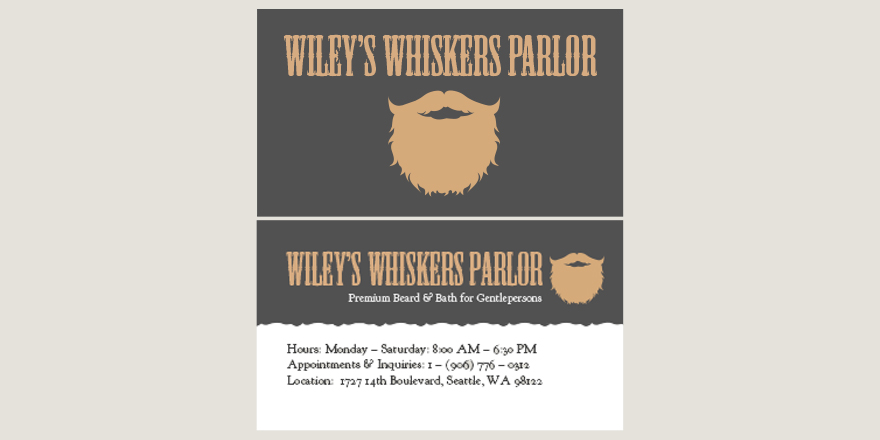 WILEY'S WHISKERS PARLOR
WILEY'S WHISKERS PARLOR
Premium Beard & Bath for Gentlepersons
Hours: Monday – Saturday: 8:00 AM – 6:30 PM
Appointments & Inquiries: 1 – (906) 776 – 0312
Location: 1727 14th Boulevard, Seattle, WA 98122